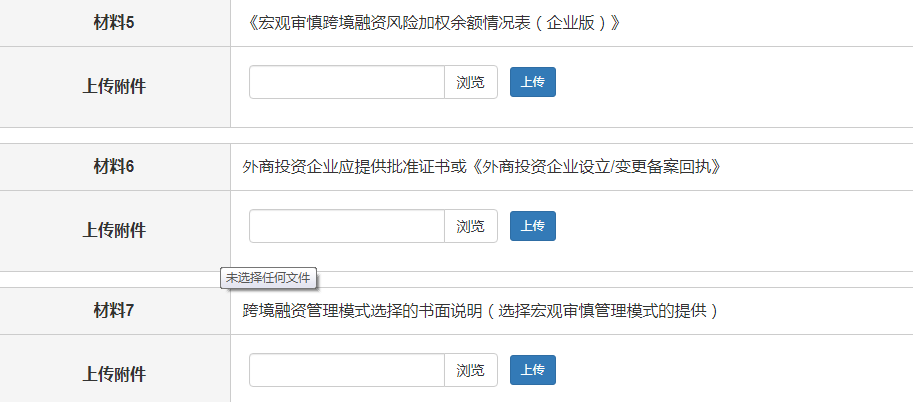 材料5 《宏观审慎跨境融资风险加权余额情况表（企业版）》
上传附件 浏览 上传
材料6 外商投资企业应提供批准证书或《外商投资企业设立/变更备案回执》
上传附件 浏览 上传
未选择任何文件
材料7 跨境融资管理模式选择的书面说明（选择宏观审慎管理模式的提供）
上传附件 浏览 上传